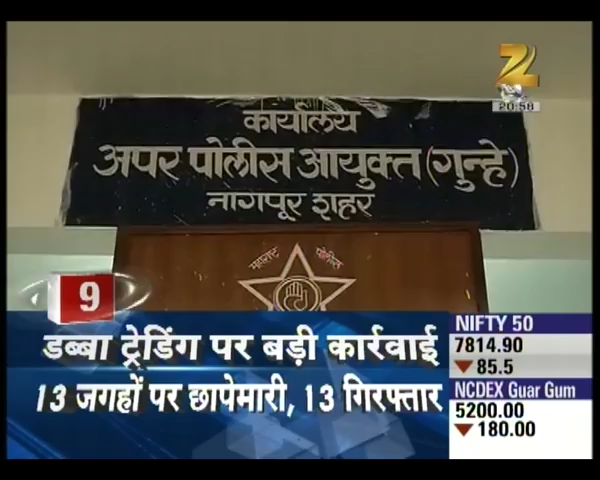 Z
20:58
कार्यालय
अपर पोलीस आयुक्त (गुन्हे)
नागपूर शहर
महाराष्ट्र पोलीस
9
डब्बा ट्रेडिंग पर बड़ी कार्रवाई
13 जगहों पर छापेमारी, 13 गिरफ्तार
NIFTY 50
7814.90
▼85.5
NCDEX Guar Gum
5200.00
▼180.00